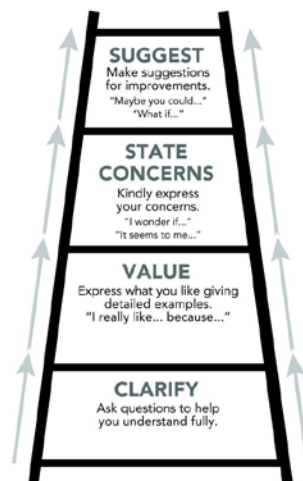 SUGGEST
Make suggestions
for improvements.
"Maybe you could..."
"What if..."
STATE
CONCERNS
Kindly express
your concerns.
"I wonder if..."
"It seems to me..."
VALUE
Express what you like giving
detailed examples.
"I really like... because..."
CLARIFY
Ask questions to help
you understand fully.